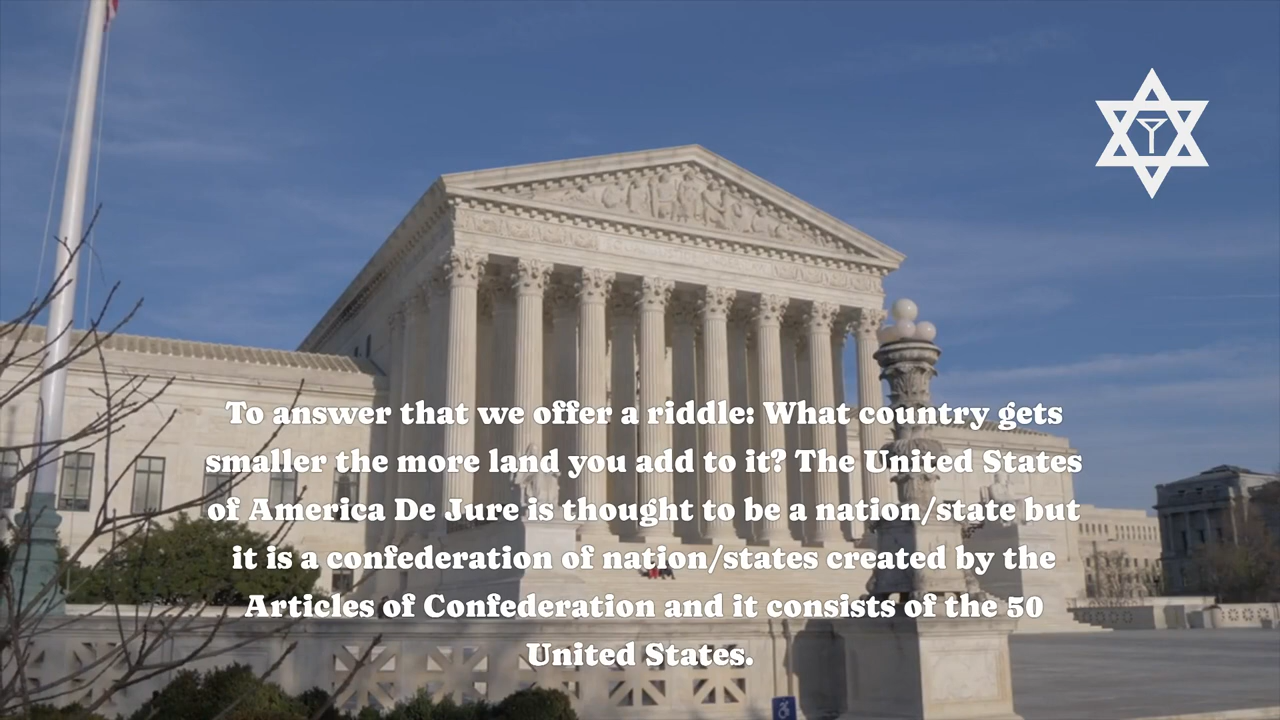 To answer that we offer a riddle: What country gets
smaller the more land you add to it? The United States
of America De Jure is thought to be a nation/state but
it is a confederation of nation/states created by the
Articles of Confederation and it consists of the 50
United States.